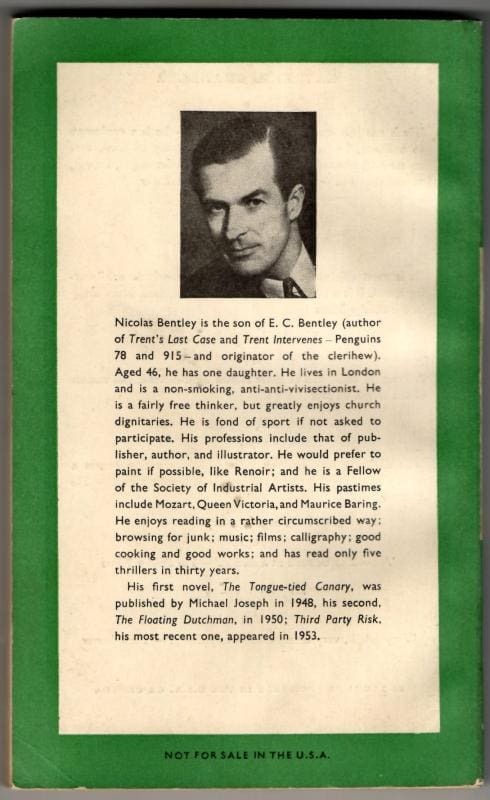 Nicolas Bentley is the son of E. C. Bentley (author
of Trent's Last Case and Trent Intervenes – Penguins
78 and 915 – and originator of the clerihew).
Aged 46, he has one daughter. He lives in London
and is a non-smoking, anti-anti-vivisectionist. He
is a fairly free thinker, but greatly enjoys church
dignitaries. He is fond of sport if not asked to
participate. His professions include that of pub-
lisher, author, and illustrator. He would prefer to
paint if possible, like Renoir; and he is a Fellow
of the Society of Industrial Artists. His pastimes
include Mozart, Queen Victoria, and Maurice Baring.
He enjoys reading in a rather circumscribed way;
browsing for junk; music; films; calligraphy; good
cooking and good works; and has read only five
thrillers in thirty years.
His first novel, The Tongue-tied Canary, was
published by Michael Joseph in 1948, his second,
The Floating Dutchman, in 1950; Third Party Risk,
his most recent one, appeared in 1953.
NOT FOR SALE IN THE U.S.A.